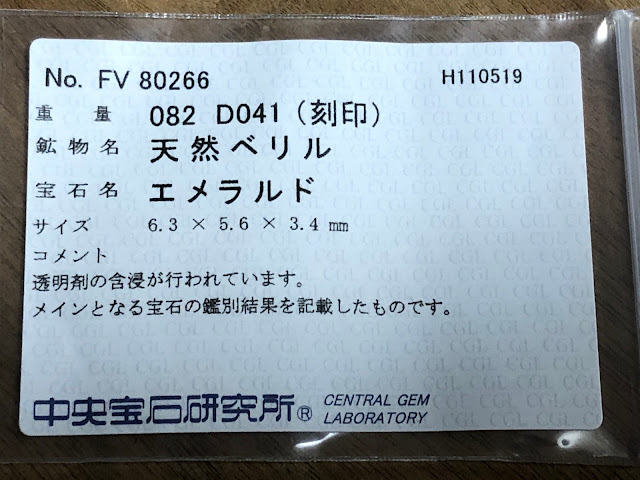 No. FV 80266 H110519
重 量 082 D041 (刻印)
鉱物名 天然ベリル
宝石名 エメラルド
サイズ 6.3 × 5.6 × 3.4 mm
コメント
透明剤の含浸が行われています。
メインとなる宝石の鑑別結果を記載したものです。
中央宝石研究所® CENTRAL GEM
LABORATORY